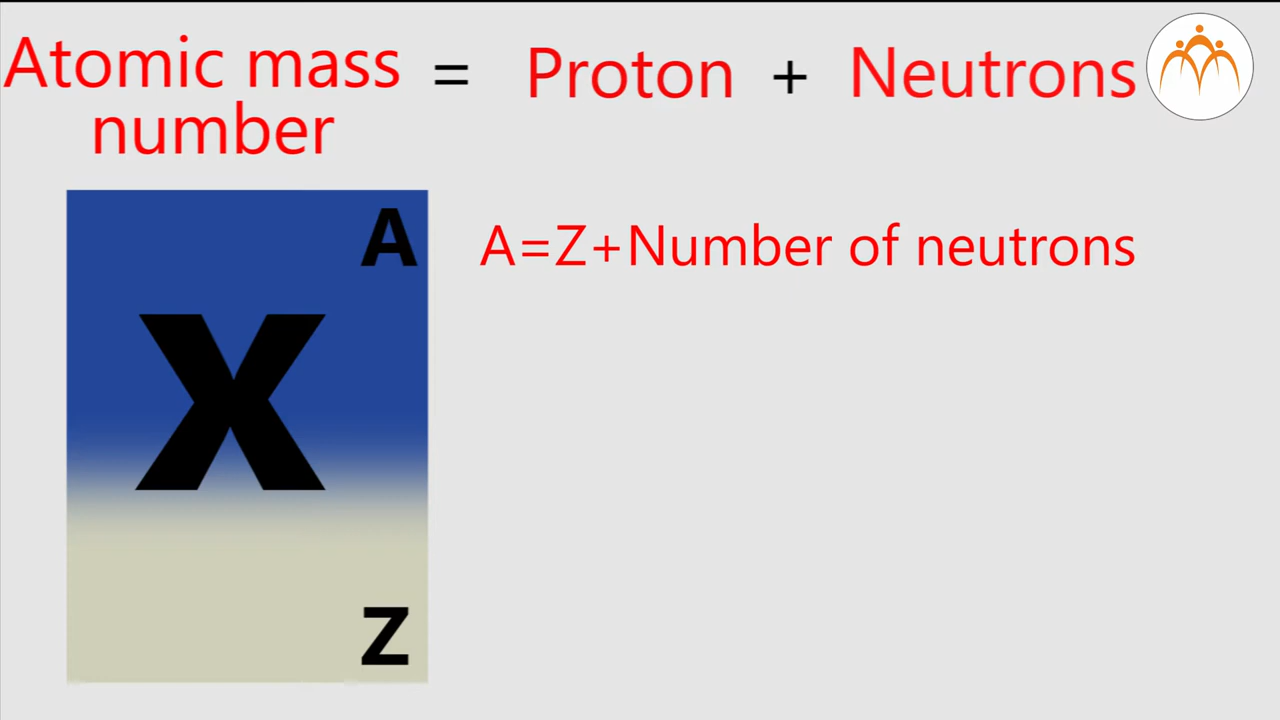 Atomic mass number = Proton + Neutrons
A
A=Z+Number of neutrons
X
Z